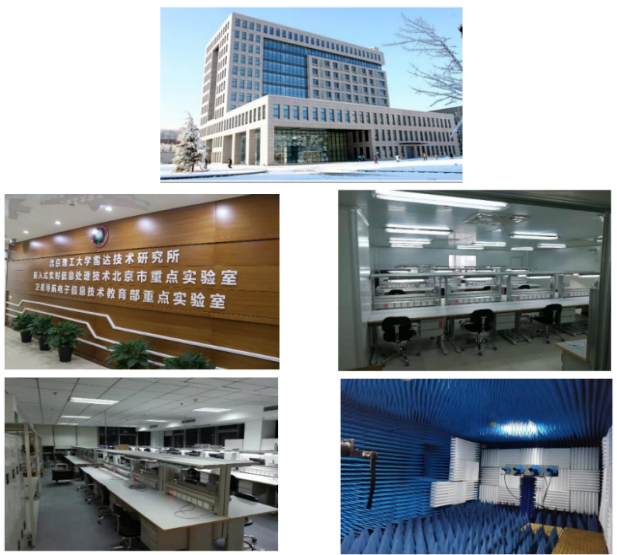 北京理工大学雷达技术研究所
嵌入式实时信息处理技术北京市重点实验室
卫星导航电子信息技术教育部重点实验室